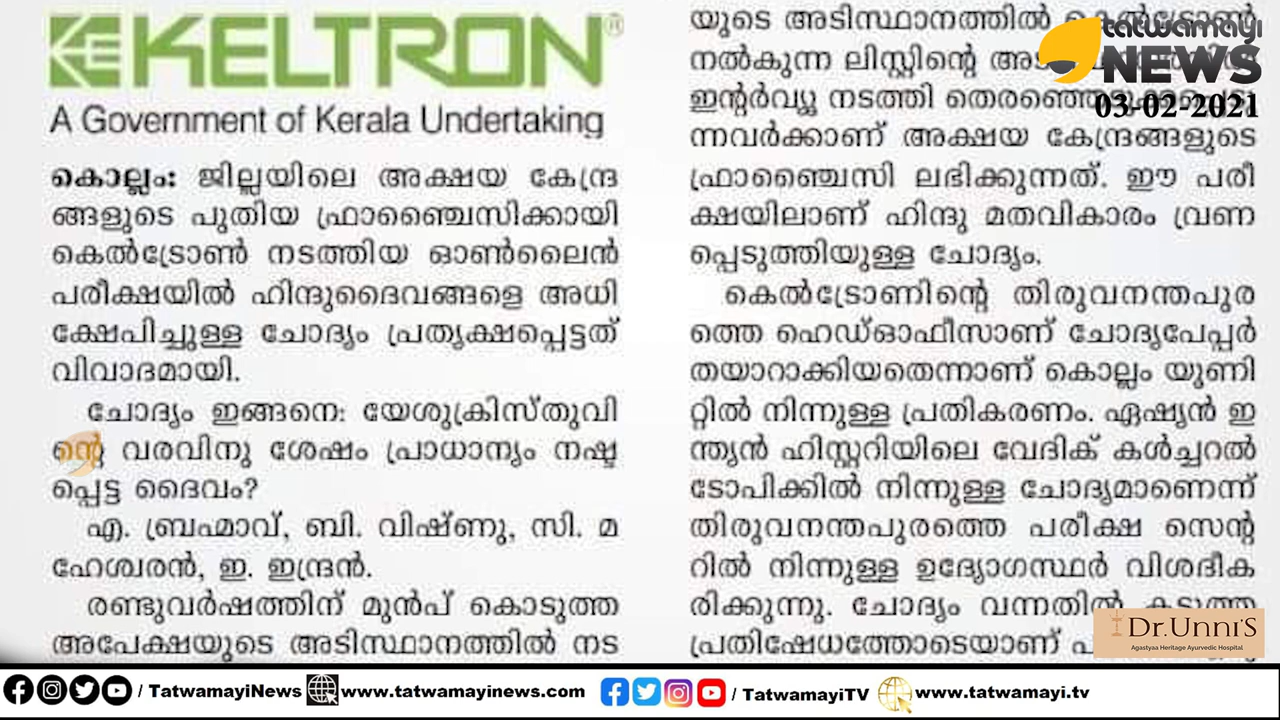 KELTRON®
A Government of Kerala Undertaking
കൊല്ലം: ജില്ലയിലെ അക്ഷയ കേന്ദ്ര
ങ്ങളുടെ പുതിയ ഫ്രാഞ്ചൈസിക്കായി
കെൽട്രോൺ നടത്തിയ ഓൺലൈൻ
പരീക്ഷയിൽ ഹിന്ദുദൈവങ്ങളെ അധി
ക്ഷേപിച്ചുള്ള ചോദ്യം പ്രത്യക്ഷപ്പെട്ടത്
വിവാദമായി.
ചോദ്യം ഇങ്ങനെ: യേശുക്രിസ്തുവി
ന്റെ വരവിനു ശേഷം പ്രാധാന്യം നഷ്ട
പ്പെട്ട ദൈവം?
എ. ബ്രഹ്മാവ്, ബി. വിഷ്ണു, സി. മ
ഹേശ്വരൻ, ഇ. ഇന്ദ്രൻ.
രണ്ടുവർഷത്തിന് മുൻപ് കൊടുത്ത
അപേക്ഷയുടെ അടിസ്ഥാനത്തിൽ നട
യുടെ അടിസ്ഥാനത്തിൽ കെൽട്രോൺ
നൽകുന്ന ലിസ്റ്റിന്റെ
ഇന്റർവ്യൂ നടത്തി
ന്നവർക്കാണ് അക്ഷയ കേന്ദ്രങ്ങളുടെ
ഫ്രാഞ്ചൈസി ലഭിക്കുന്നത്. ഈ പരീ
ക്ഷയിലാണ് ഹിന്ദു മതവികാരം വ്രണ
പ്പെടുത്തിയുള്ള ചോദ്യം.
കെൽട്രോണിന്റെ തിരുവനന്തപുര
ത്തെ ഹെഡ്ഓഫീസാണ് ചോദ്യപേപ്പർ
തയാറാക്കിയതെന്നാണ് കൊല്ലം യൂണി
റ്റിൽ നിന്നുള്ള പ്രതികരണം. ഏഷ്യൻ ഇ
ന്ത്യൻ ഹിസ്റ്ററിയിലെ വേദിക് കൾച്ചറൽ
ടോപിക്കിൽ നിന്നുള്ള ചോദ്യമാണെന്ന്
തിരുവനന്തപുരത്തെ പരീക്ഷ സെന്റ
റിൽ നിന്നുള്ള ഉദ്യോഗസ്ഥർ വിശദീക
രിക്കുന്നു. ചോദ്യം വന്നതിൽ കടുത്ത
പ്രതിഷേധത്തോടെയാണ്
tatwamayi
NEWS
03-02-2021
Dr.Unni'S
Agastyaa Heritage Ayurvedic Hospital
/ TatwamayiNews www.tatwamayinews.com / TatwamayiTV www.tatwamayi.tv